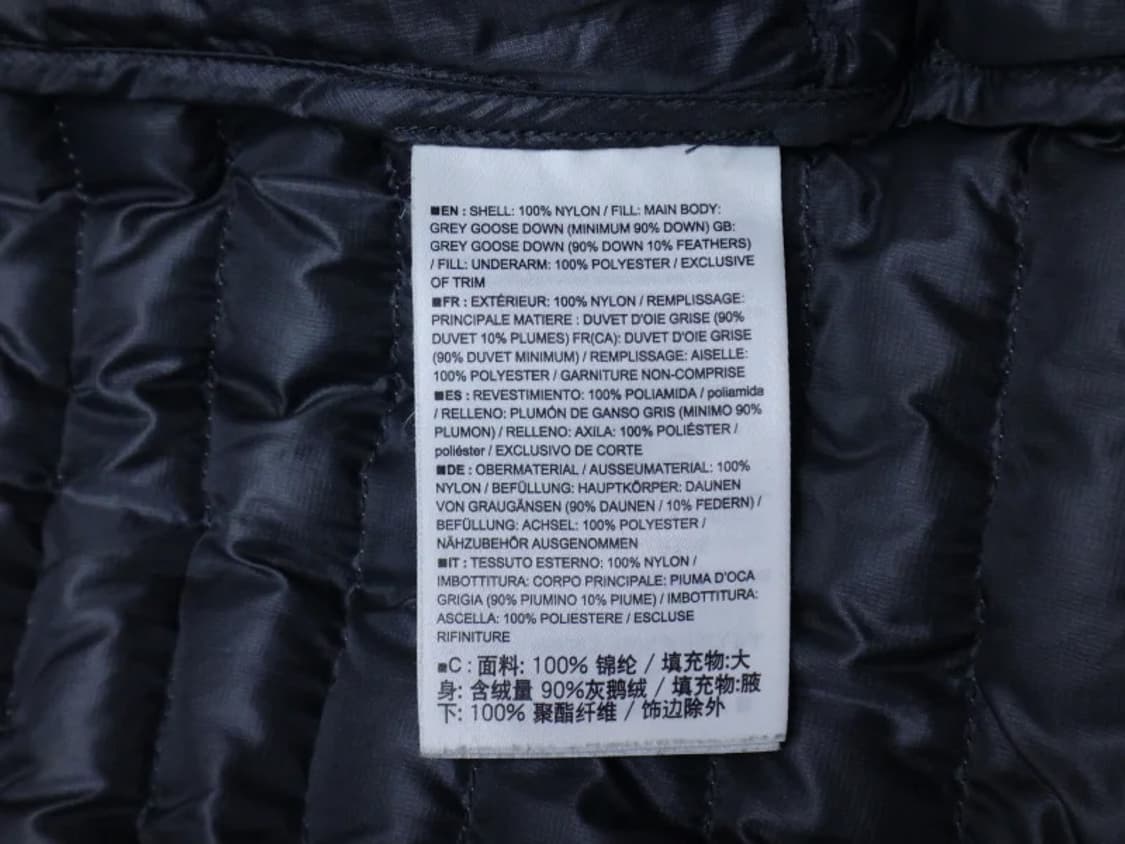 ■EN : SHELL: 100% NYLON / FILL: MAIN BODY:
GREY GOOSE DOWN (MINIMUM 90% DOWN) GB:
GREY GOOSE DOWN (90% DOWN 10% FEATHERS)
/ FILL: UNDERARM: 100% POLYESTER / EXCLUSIVE
OF TRIM
■FR : EXTÉRIEUR: 100% NYLON / REMPLISSAGE:
PRINCIPALE MATIERE : DUVET D'OIE GRISE (90%
DUVET 10% PLUMES) FR(CA): DUVET D'OIE GRISE
(90% DUVET MINIMUM) / REMPLISSAGE: AISELLE:
100% POLYESTER / GARNITURE NON-COMPRISE
■ES : REVESTIMIENTO: 100% POLIAMIDA / poliamida
/ RELLENO: PLUMÓN DE GANSO GRIS (MINIMO 90%
PLUMON) / RELLENO: AXILA: 100% POLIÉSTER /
poliéster / EXCLUSIVO DE CORTE
■DE : OBERMATERIAL / AUSSEUMATERIAL: 100%
NYLON / BEFÜLLUNG: HAUPTKÖRPER: DAUNEN
VON GRAUGÄNSEN (90% DAUNEN / 10% FEDERN) /
BEFÜLLUNG: ACHSEL: 100% POLYESTER /
NÄHZUBEHÖR AUSGENOMMEN
■IT : TESSUTO ESTERNO: 100% NYLON /
IMBOTTITURA: CORPO PRINCIPALE: PIUMA D'OCA
GRIGIA (90% PIUMINO 10% PIUME) / IMBOTTITURA:
ASCELLA: 100% POLIESTERE / ESCLUSE
RIFINITURE
■C : 面料: 100% 锦纶 / 填充物:大
身: 含绒量 90%灰鹅绒 / 填充物:腋
下: 100% 聚酯纤维 / 饰边除外